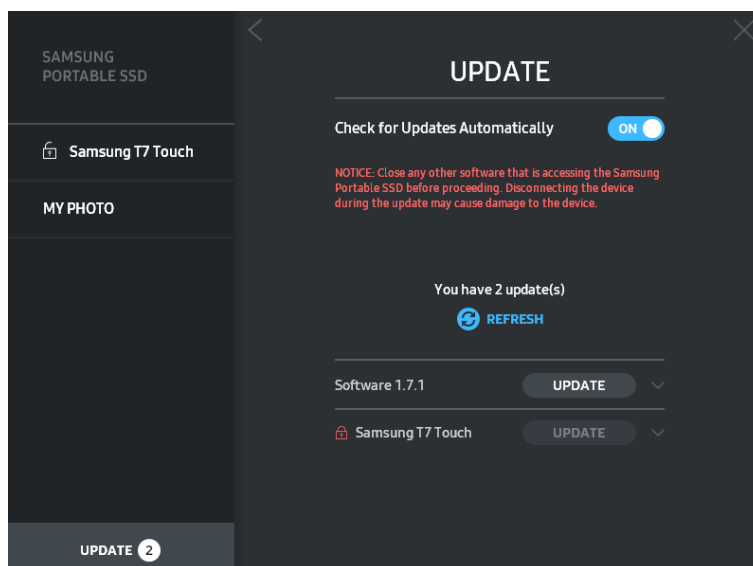 SAMSUNG
PORTABLE SSD
Samsung T7 Touch
MY PHOTO
UPDATE 2
UPDATE
Check for Updates Automatically ON
NOTICE: Close any other software that is accessing the Samsung
Portable SSD before proceeding. Disconnecting the device
during the update may cause damage to the device.
You have 2 update(s)
REFRESH
Software 1.7.1 UPDATE
Samsung T7 Touch UPDATE